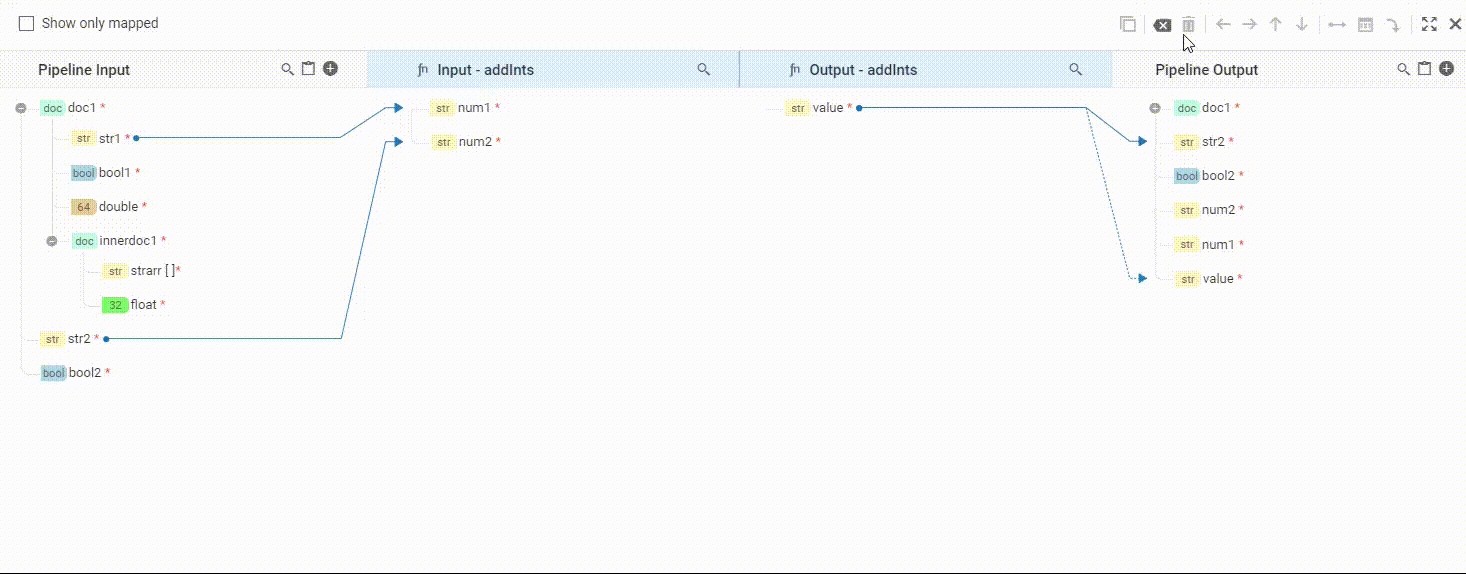 Show only mapped
Pipeline Input
fn Input - addInts
fn Output - addInts
Pipeline Output
doc doc1 *
str str1 *
bool bool1 *
64 double *
doc innerdoc1 *
str strarr [ ]*
32 float *
str str2 *
bool bool2 *
str num1 *
str num2 *
str value *
doc doc1 *
str str2 *
bool bool2 *
str num2 *
str num1 *
str value *